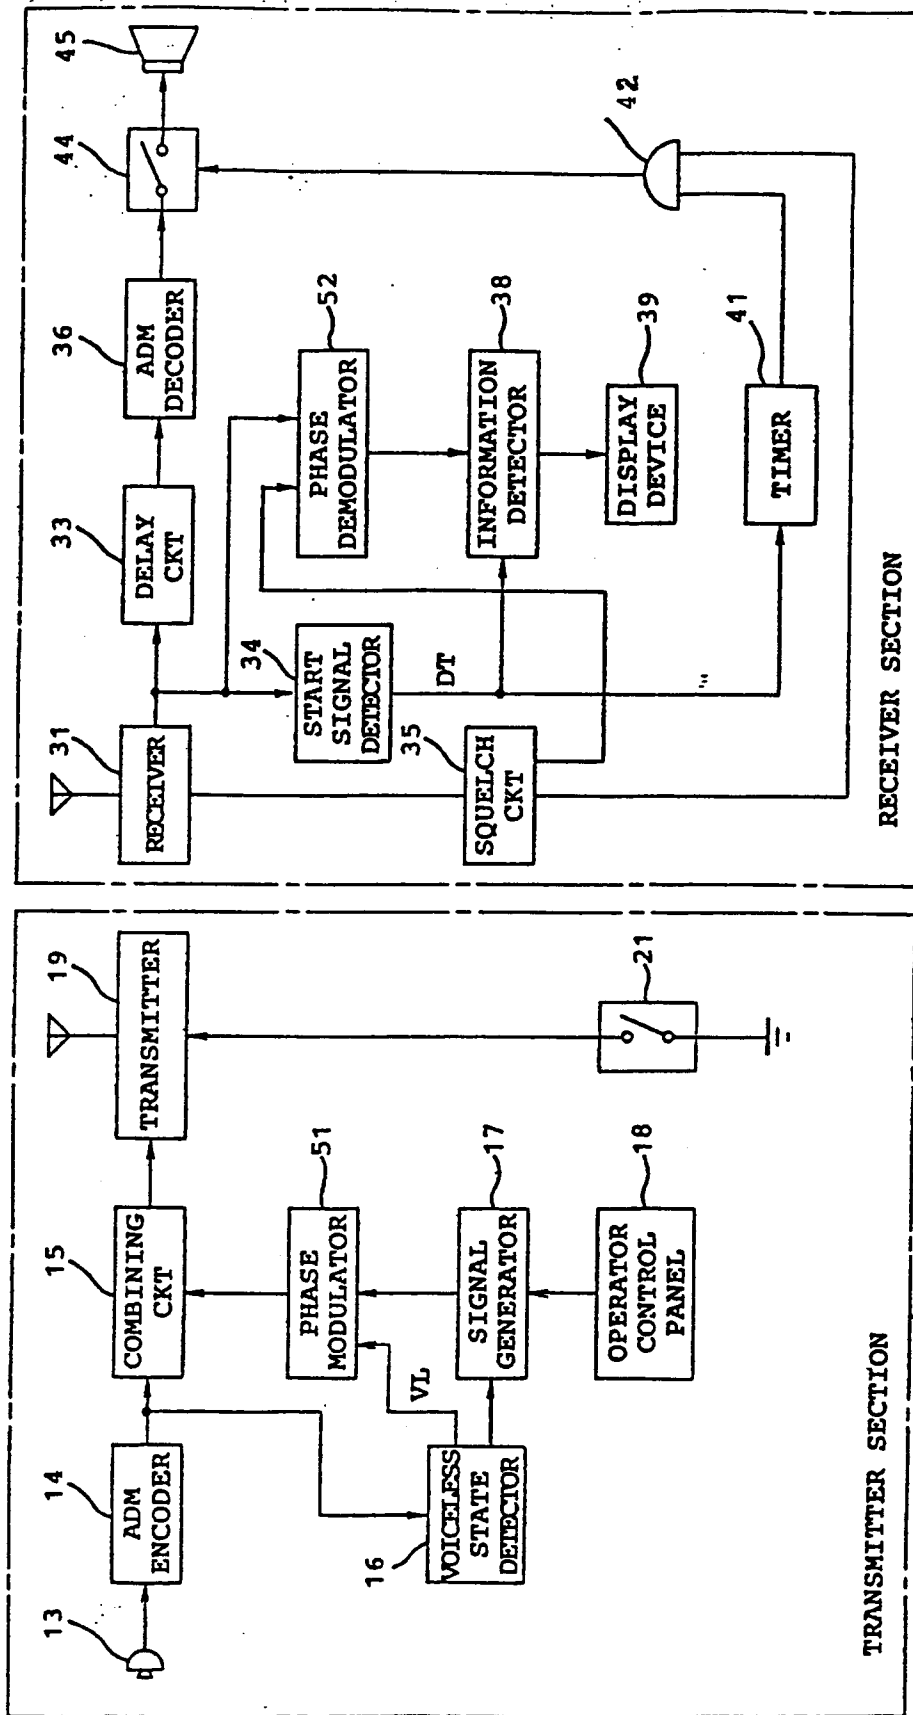 13
14
ADM
ENCODER
15
COMBINING
CKT
19
TRANSMITTER
16
VOICELESS
STATE
DETECTOR
VL
51
PHASE
MODULATOR
17
SIGNAL
GENERATOR
18
OPERATOR
CONTROL
PANEL
21
TRANSMITTER SECTION
31
RECEIVER
33
DELAY
CKT
36
ADM
DECODER
44
45
34
START
SIGNAL
DETECTOR
DT
35
SQUELCH
CKT
52
PHASE
DEMODULATOR
38
INFORMATION
DETECTOR
39
DISPLAY
DEVICE
41
TIMER
42
RECEIVER SECTION